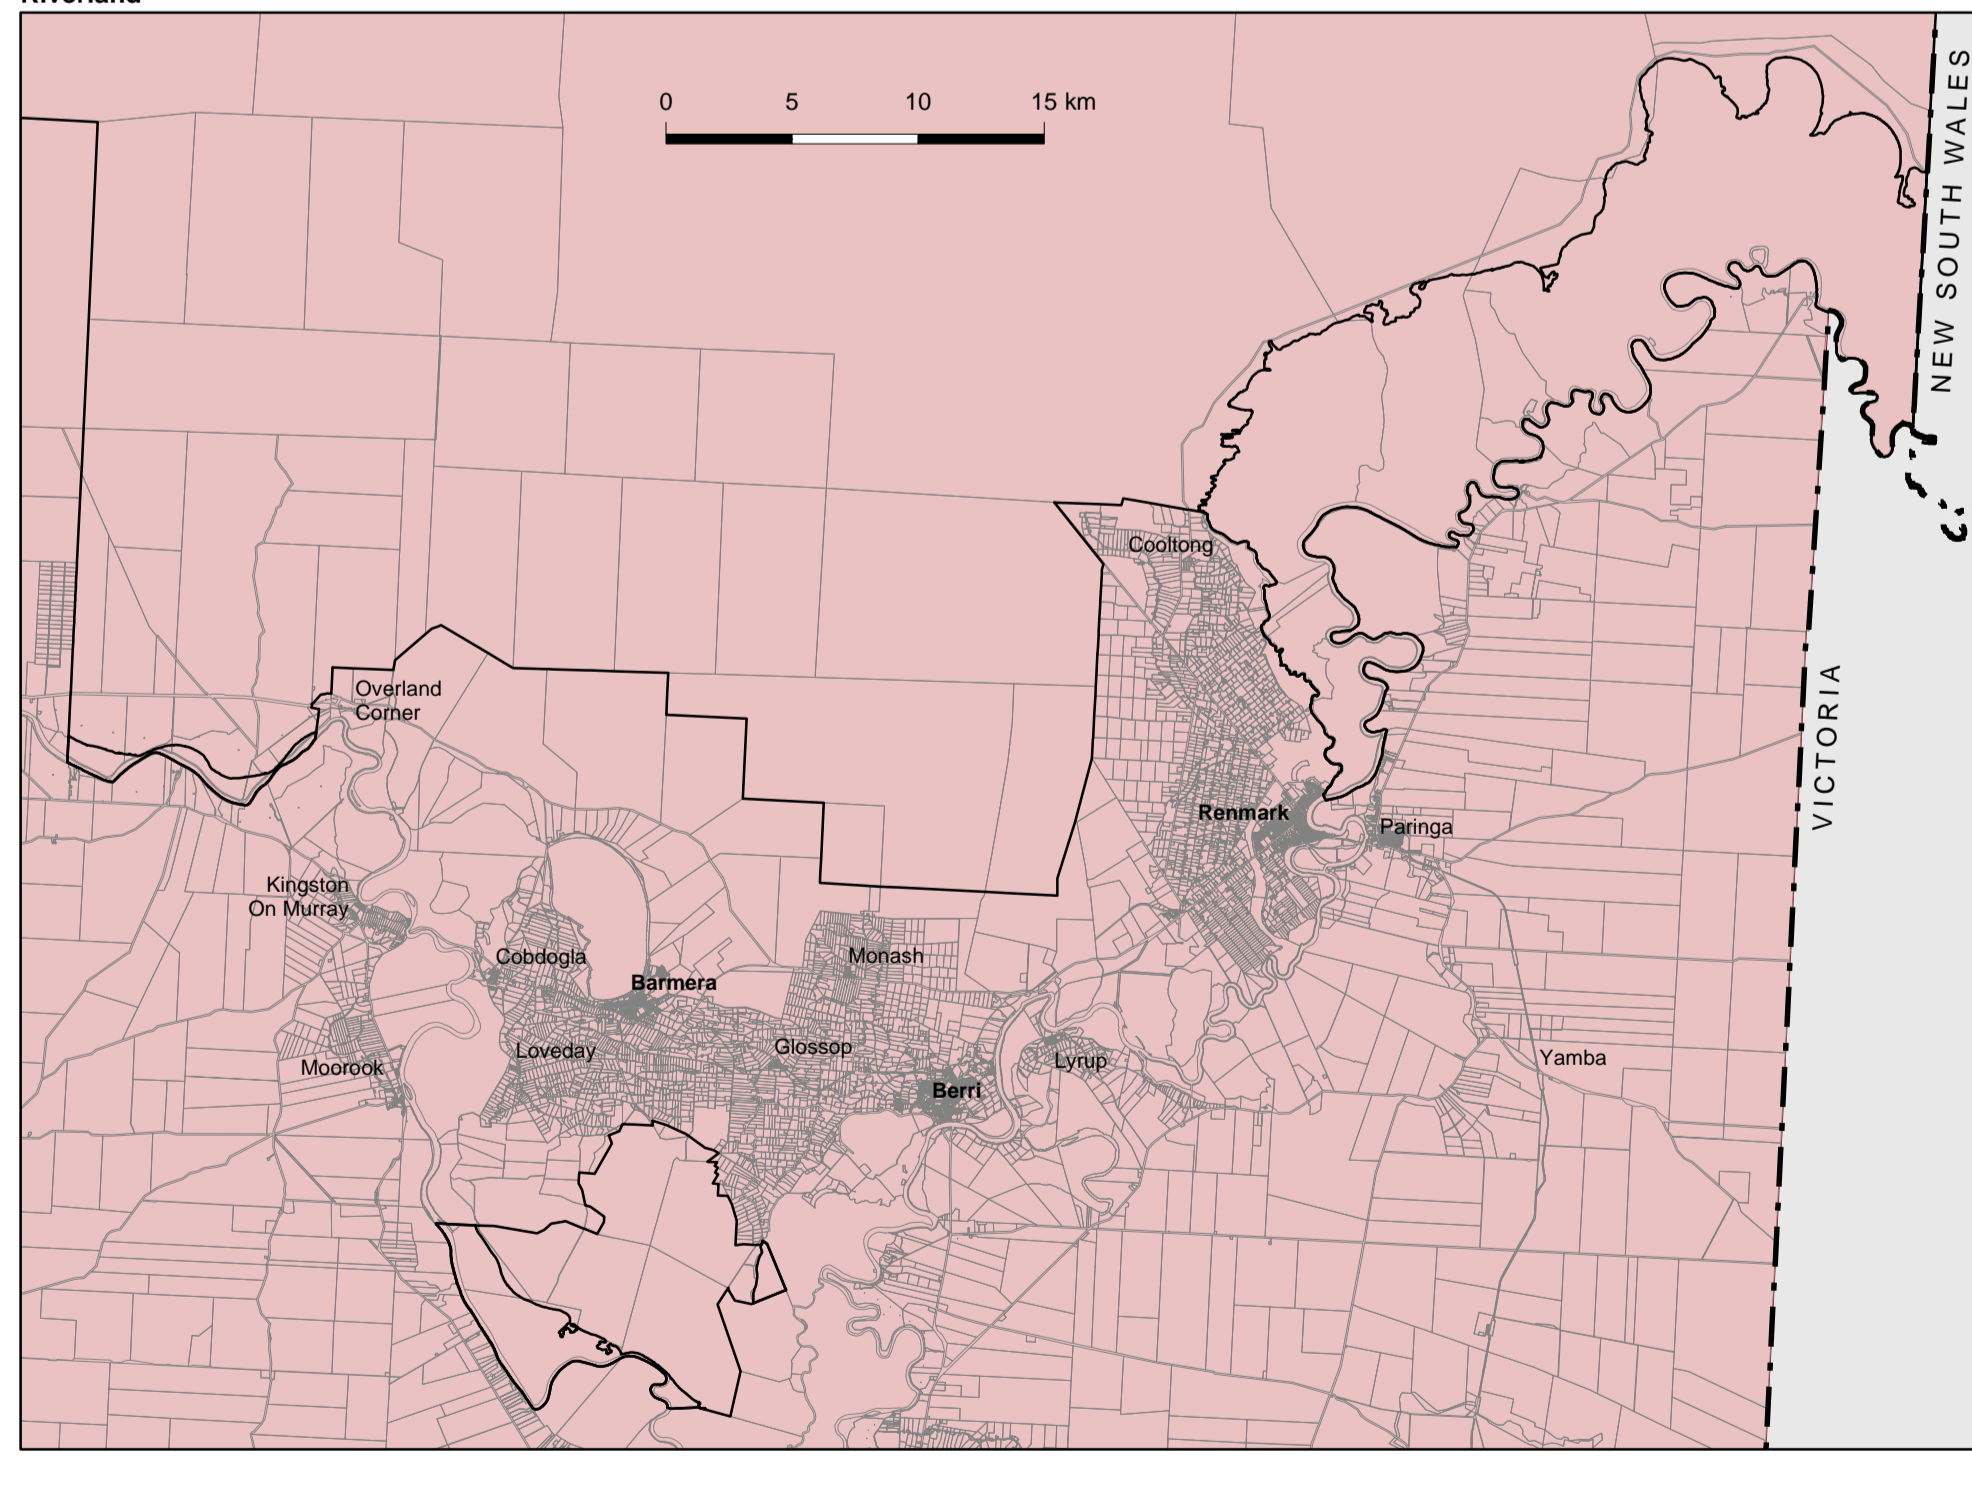 Riverland
0 5 10 15 km
NEW SOUTH WALES
Cooltong
VICTORIA
Overland
Corner
Renmark
Paringa
Kingston
On Murray
Cobdogla
Monash
Barmera
Moorook
Loveday
Glossop
Lyrup
Yamba
Berri